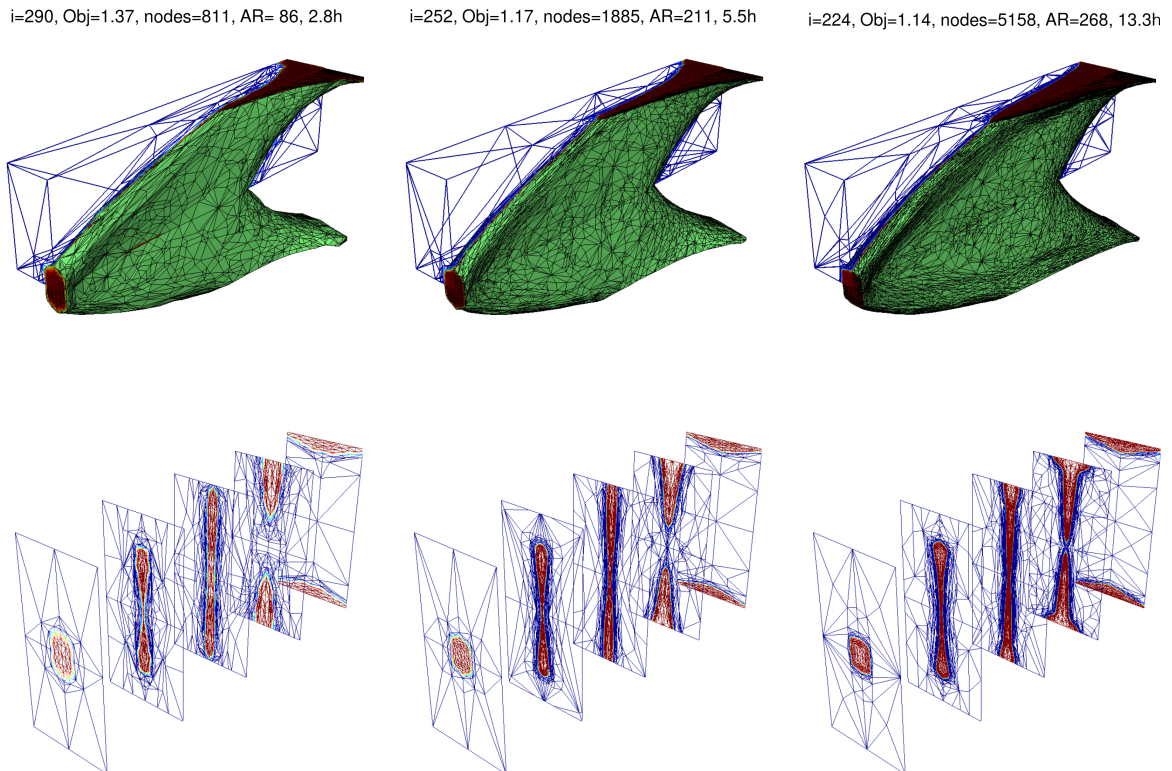 i=290, Obj=1.37, nodes=811, AR= 86, 2.8h
i=252, Obj=1.17, nodes=1885, AR=211, 5.5h
i=224, Obj=1.14, nodes=5158, AR=268, 13.3h